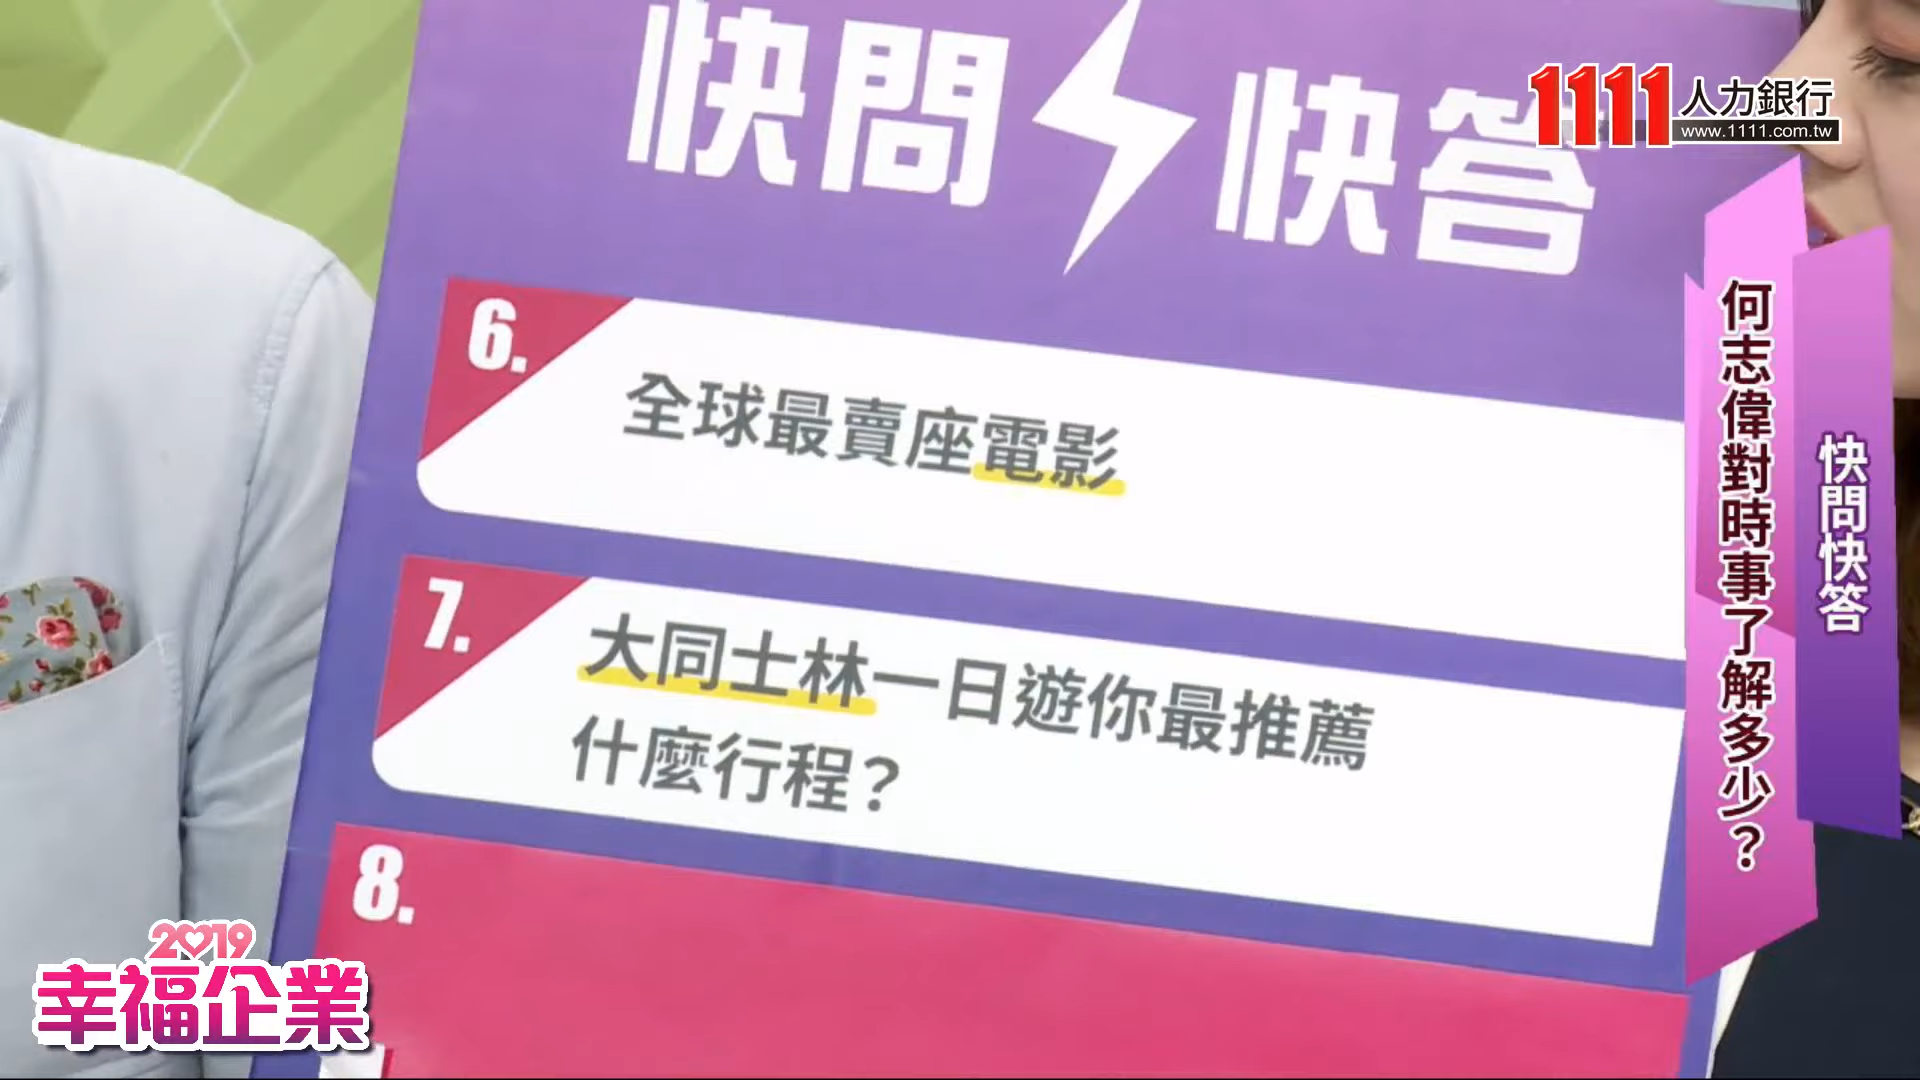 快問快答
6.
全球最賣座電影
7.
大同士林一日遊你最推薦
什麼行程？
8.
1111人力銀行
www.1111.com.tw
快問快答
何志偉對時事了解多少？
2019
幸福企業